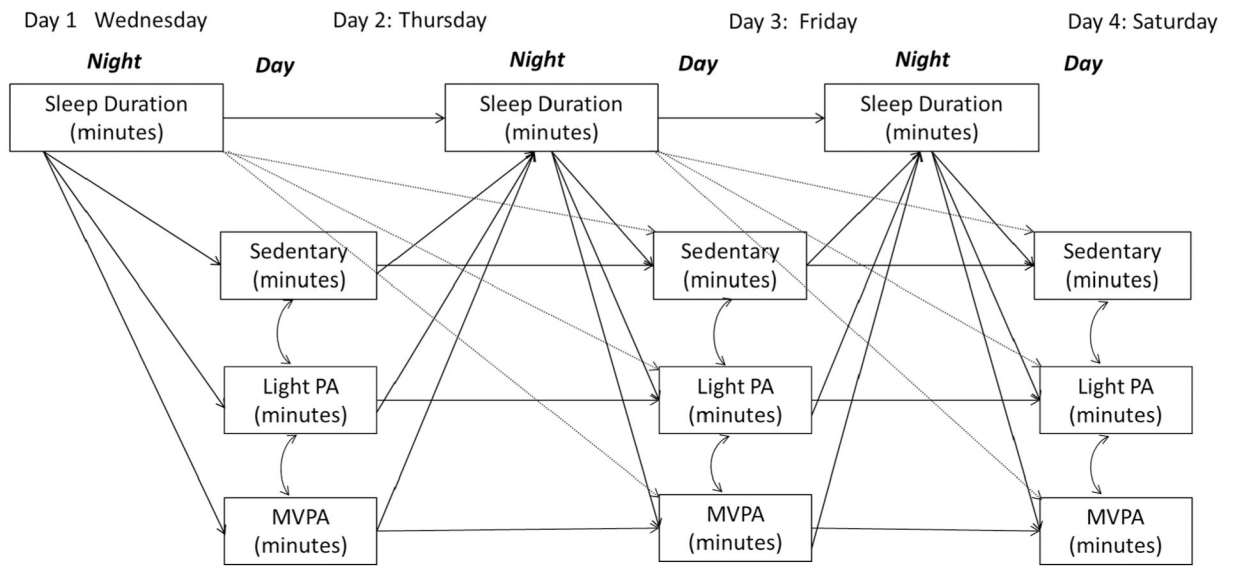 Day 1 Wednesday
Day 2: Thursday
Day 3: Friday
Day 4: Saturday
Night
Day
Night
Day
Night
Day
Sleep Duration
(minutes)
Sleep Duration
(minutes)
Sleep Duration
(minutes)
Sedentary
(minutes)
Sedentary
(minutes)
Sedentary
(minutes)
Light PA
(minutes)
Light PA
(minutes)
Light PA
(minutes)
MVPA
(minutes)
MVPA
(minutes)
MVPA
(minutes)